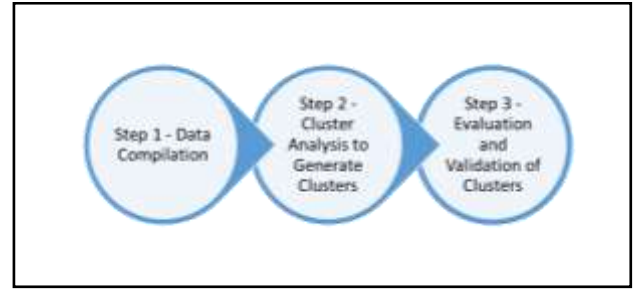 Step 1 - Data
Compilation
Step 2 -
Cluster
Analysis to
Generate
Clusters
Step 3 -
Evaluation
and
Validation of
Clusters